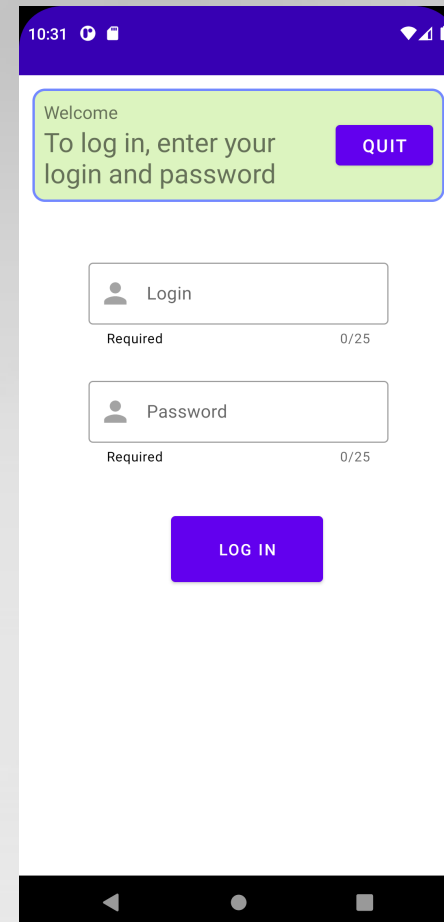 10:31
Welcome
To log in, enter your
login and password
QUIT
Login
Required 0/25
Password
Required 0/25
LOG IN